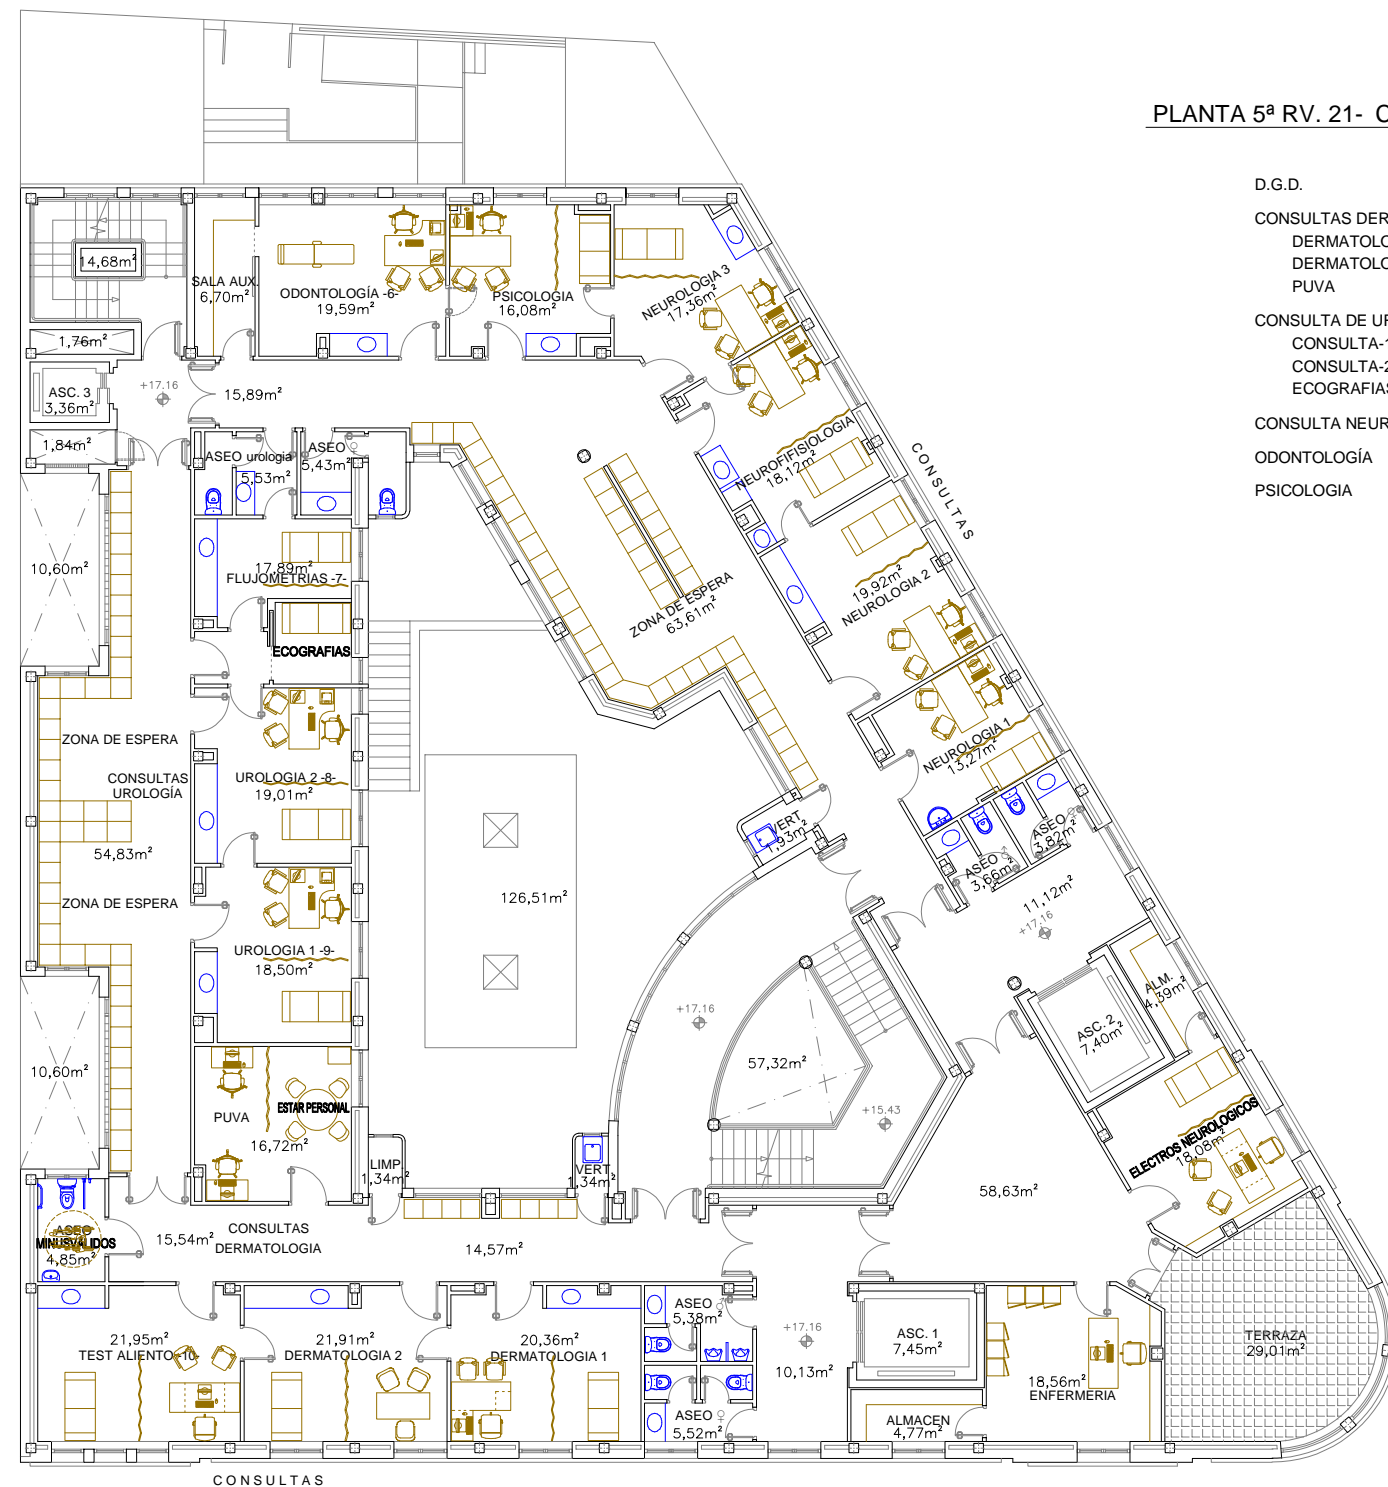 PLANTA 5ª RV. 21- C
D.G.D.
CONSULTAS DER
DERMATOLO
DERMATOLO
PUVA
CONSULTA DE UR
CONSULTA-1
CONSULTA-2
ECOGRAFIAS
CONSULTA NEUR
ODONTOLOGÍA
PSICOLOGIA
14,68m²
SALA AUX.
6,70m²
ODONTOLOGÍA -6-
19,59m²
PSICOLOGIA
16,08m²
NEUROLOGIA 3
17,36m²
1,76m²
ASC. 3
3,36m²
+17.16
15,89m²
1,84m²
ASEO urologia
5,53m²
ASEO ♀
5,43m²
NEUROFIFISIOLOGIA
18,12m²
CONSULTAS
10,60m²
17,89m²
FLUJOMETRIAS -7-
19,92m²
NEUROLOGIA 2
ZONA DE ESPERA
63,61m²
ECOGRAFIAS
ZONA DE ESPERA
CONSULTAS
UROLOGÍA
UROLOGIA 2 -8-
19,01m²
NEUROLOGIA 1
13,27m²
54,83m²
VERT.
1,93m²
ASEO ♀
3,82m²
ASEO ♂
3,66m²
ZONA DE ESPERA
126,51m²
11,12m²
+17.16
UROLOGIA 1 -9-
18,50m²
ALM.
4,39m²
+17.16
ASC. 2
7,40m²
10,60m²
57,32m²
PUVA
ESTAR PERSONAL
16,72m²
+15.43
ELECTROS NEUROLOGICOS
18,08m²
LIMP.
1,34m²
VERT.
1,34m²
58,63m²
ASEO
MINUSVALIDOS
4,85m²
15,54m²
CONSULTAS
DERMATOLOGIA
14,57m²
21,95m²
TEST ALIENTO -10-
21,91m²
DERMATOLOGIA 2
20,36m²
DERMATOLOGIA 1
ASEO ♂
5,38m²
+17.16
10,13m²
ASC. 1
7,45m²
TERRAZA
29,01m²
18,56m²
ENFERMERIA
ASEO ♀
5,52m²
ALMACEN
4,77m²
CONSULTAS